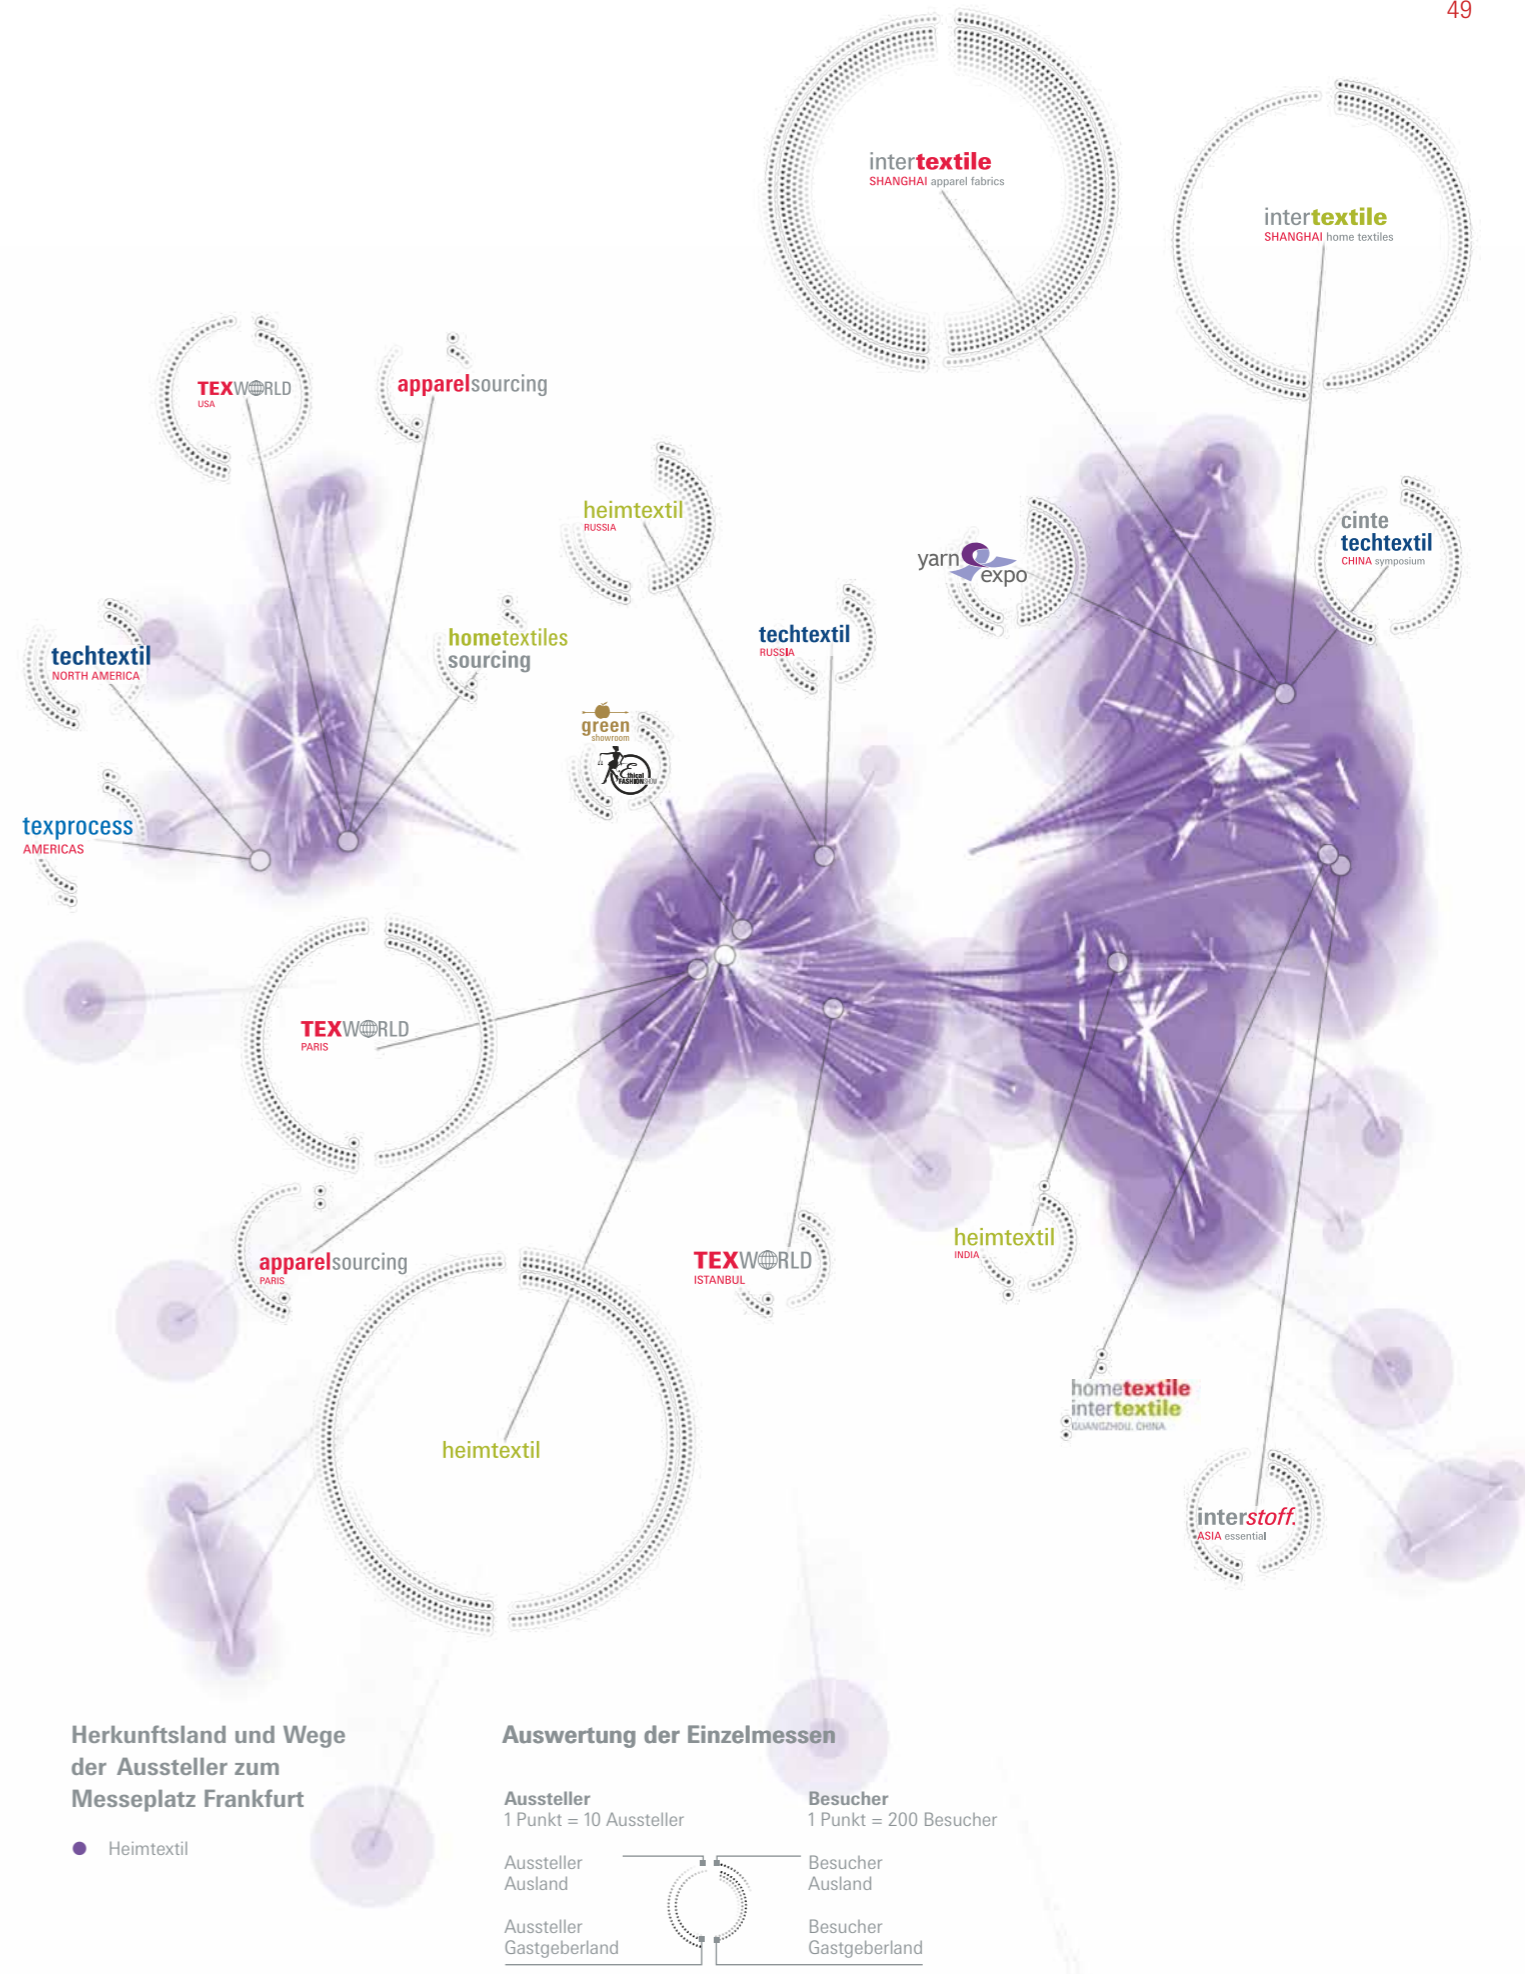 49
intertextile
SHANGHAI apparel fabrics
intertextile
SHANGHAI home textiles
TEXWORLD
USA
apparelsourcing
heimtextil
RUSSIA
yarn
expo
cinte
techtextil
CHINA symposium
techtextil
NORTH AMERICA
hometextiles
sourcing
techtextil
RUSSIA
green
showroom
Ethical
FASHION SHOW
texprocess
AMERICAS
TEXWORLD
PARIS
apparelsourcing
PARIS
TEXWORLD
ISTANBUL
heimtextil
INDIA
hometextile
intertextile
GUANGZHOU, CHINA
heimtextil
interstoff.
ASIA essential
Herkunftsland und Wege
der Aussteller zum
Messeplatz Frankfurt
Heimtextil
Auswertung der Einzelmessen
Aussteller
1 Punkt = 10 Aussteller
Besucher
1 Punkt = 200 Besucher
Aussteller
Ausland
Besucher
Ausland
Aussteller
Gastgeberland
Besucher
Gastgeberland